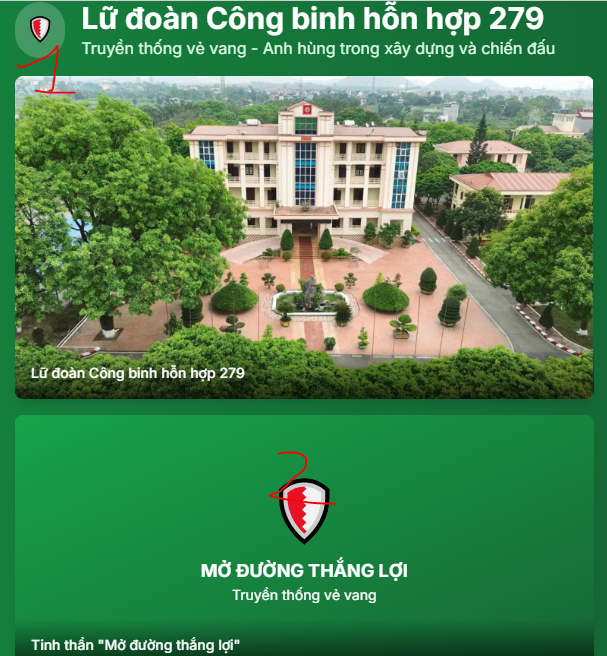 Lữ đoàn Công binh hỗn hợp 279
Truyền thống vẻ vang - Anh hùng trong xây dựng và chiến đấu
1
Lữ đoàn Công binh hỗn hợp 279
2
MỞ ĐƯỜNG THẮNG LỢI
Truyền thống vẻ vang
Tinh thần "Mở đường thắng lợi"